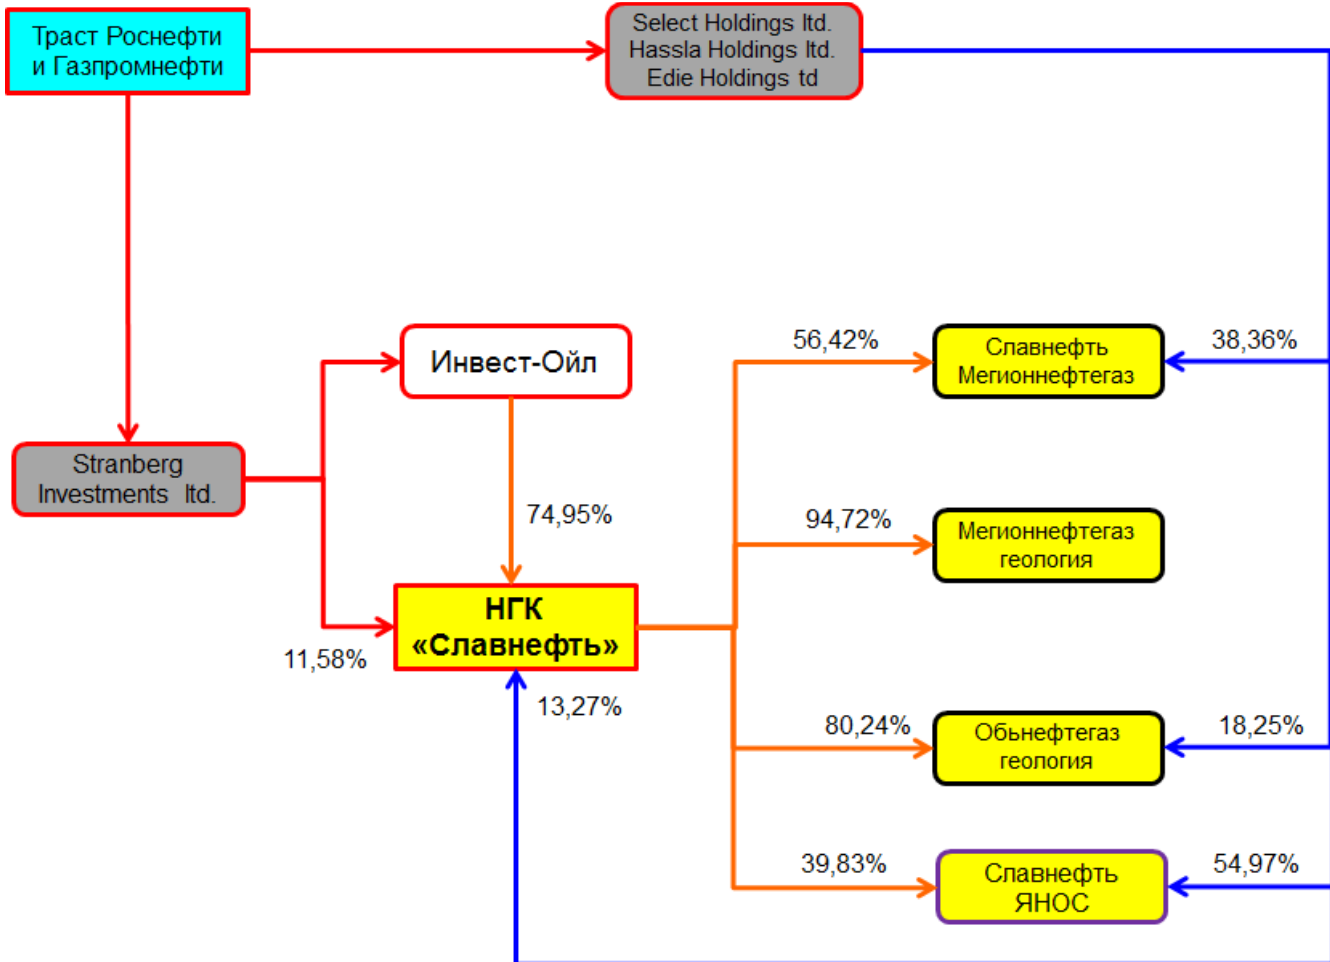 Траст Роснефти
и Газпромнефти
Select Holdings ltd.
Hassla Holdings ltd.
Edie Holdings td
Инвест-Ойл
56,42%
Славнефть
Мегионнефтегаз
38,36%
Stranberg
Investments ltd.
74,95%
94,72%
Мегионнефтегаз
геология
НГК
«Славнефть»
11,58%
13,27%
80,24%
Обьнефтегаз
геология
18,25%
39,83%
Славнефть
ЯНОС
54,97%